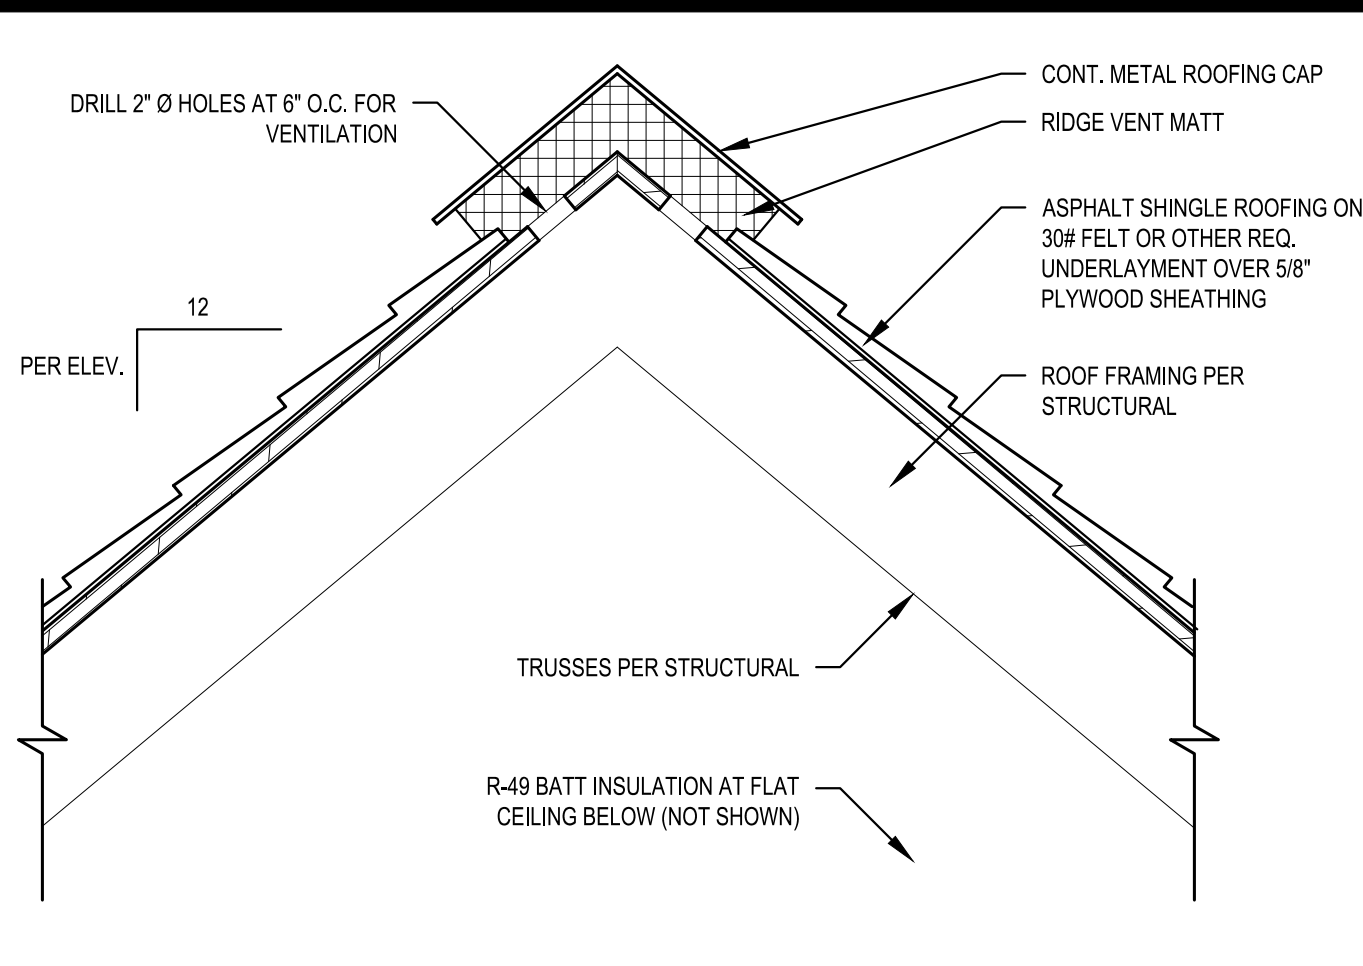 DRILL 2" Ø HOLES AT 6" O.C. FOR
VENTILATION
CONT. METAL ROOFING CAP
RIDGE VENT MATT
ASPHALT SHINGLE ROOFING ON
30# FELT OR OTHER REQ.
UNDERLAYMENT OVER 5/8"
PLYWOOD SHEATHING
12
PER ELEV.
ROOF FRAMING PER
STRUCTURAL
TRUSSES PER STRUCTURAL
R-49 BATT INSULATION AT FLAT
CEILING BELOW (NOT SHOWN)